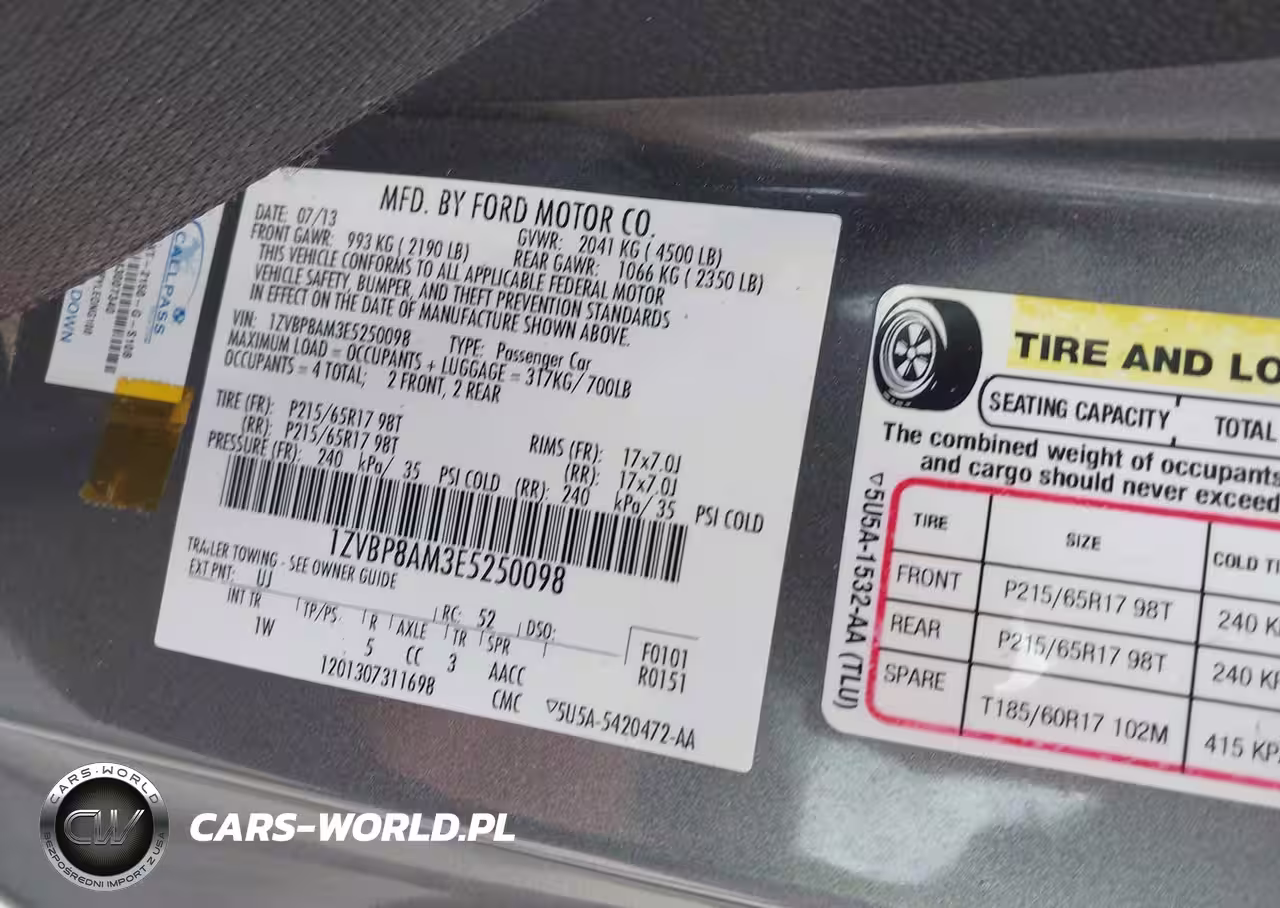 MFD. BY FORD MOTOR CO.
DATE: 07/13
GVWR: 2041 KG ( 4500 LB)
FRONT GAWR: 993 KG ( 2190 LB)
REAR GAWR: 1066 KG ( 2350 LB)
THIS VEHICLE CONFORMS TO ALL APPLICABLE FEDERAL MOTOR
VEHICLE SAFETY, BUMPER, AND THEFT PREVENTION STANDARDS
IN EFFECT ON THE DATE OF MANUFACTURE SHOWN ABOVE.
VIN: 1ZVBP8AM3E5250098 TYPE: Passenger Car
MAXIMUM LOAD = OCCUPANTS + LUGGAGE = 317KG/ 700LB
OCCUPANTS = 4 TOTAL; 2 FRONT, 2 REAR
TIRE (FR): P215/65R17 98T RIMS (FR): 17x7.0J
(RR): P215/65R17 98T (RR): 17x7.0J
PRESSURE (FR): 240 kPa/ 35 PSI COLD (RR): 240 kPa/ 35 PSI COLD
1ZVBP8AM3E5250098
TRAILER TOWING - SEE OWNER GUIDE
EXT PNT: UJ RC: 52 DSO:
INT TR TP/PS R AXLE TR SPR F0101
1W 5 CC 3 AACC R0151
1201307311698 CMC ▽5U5A-5420472-AA
CAELPASS
DOWN
TIRE AND LO
SEATING CAPACITY TOTAL
The combined weight of occupants
and cargo should never exceed
TIRE SIZE COLD TI
FRONT P215/65R17 98T 240 K
REAR P215/65R17 98T 240 K
SPARE T185/60R17 102M 415 KP
▽5U5A-1532-AA (TLU)
CARS-WORLD
CW
BEZPOŚREDNI IMPORT Z USA
CARS-WORLD.PL